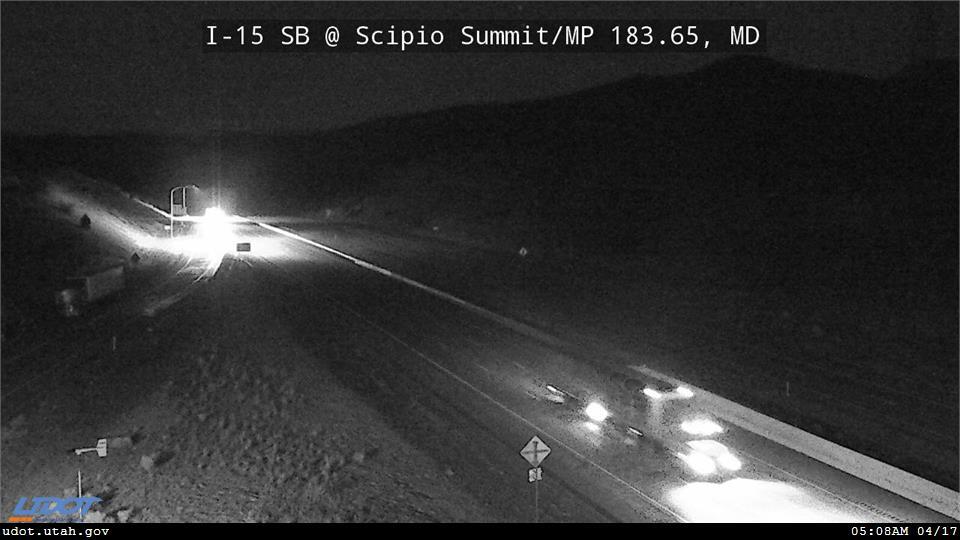 I-15 SB @ Scipio Summit/MP 183.65, MD
UDOT
udot.utah.gov 05:08AM 04/17